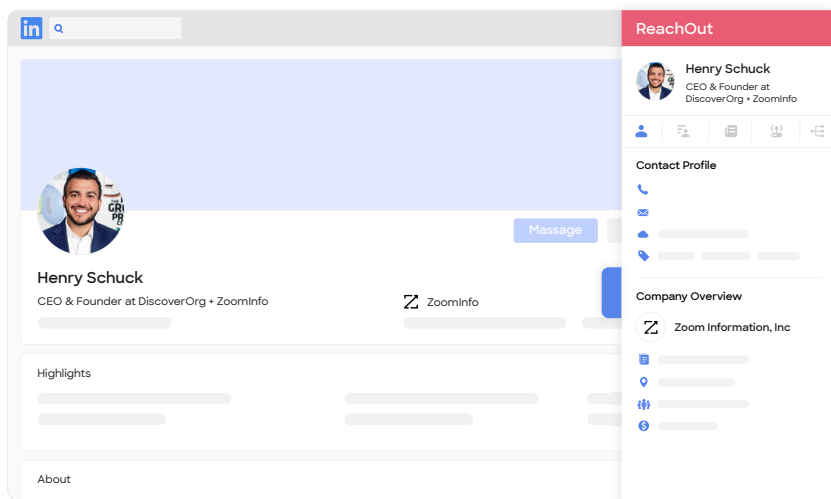 in
ReachOut
Henry Schuck
CEO & Founder at
DiscoverOrg + ZoomInfo
Massage
Henry Schuck
CEO & Founder at DiscoverOrg + ZoomInfo
ZoomInfo
Highlights
About
Contact Profile
Company Overview
Zoom Information, Inc